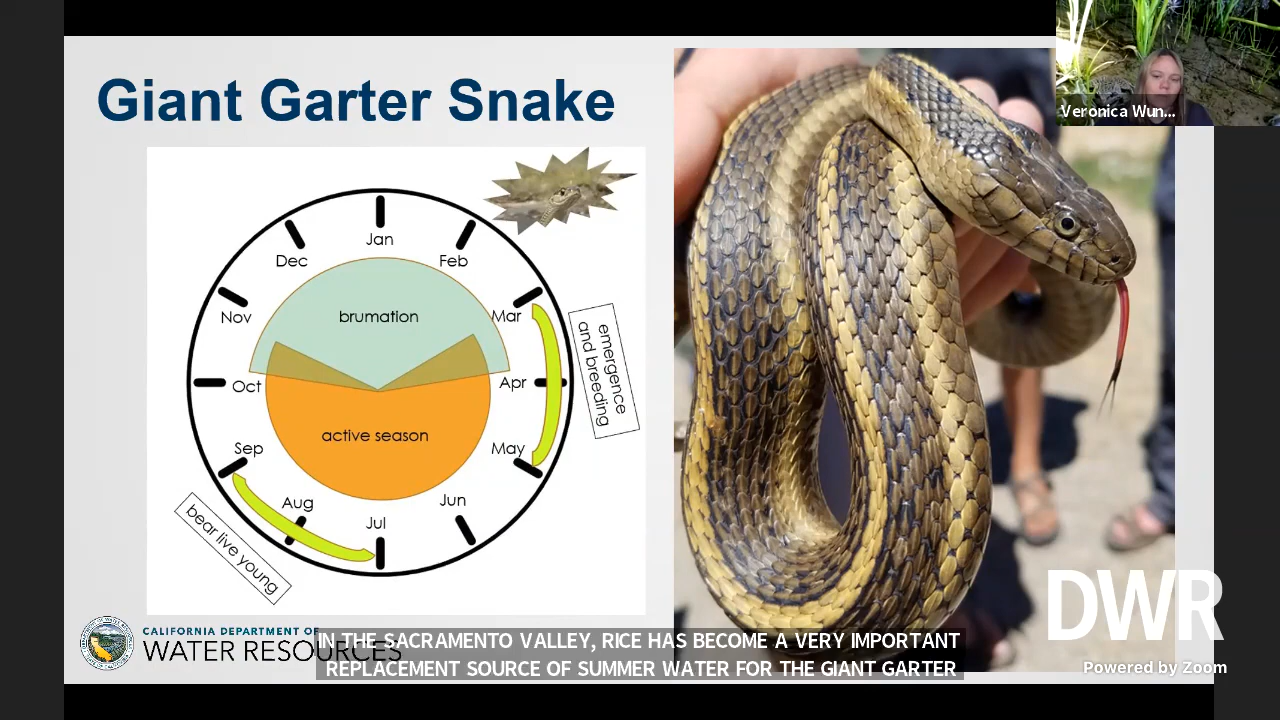 Giant Garter Snake
Veronica Wun...
Jan
Feb
Mar
Apr
May
Jun
Jul
Aug
Sep
Oct
Nov
Dec
brumation
active season
emergence
and breeding
bear live young
CALIFORNIA DEPARTMENT OF
WATER RESOURCES
IN THE SACRAMENTO VALLEY, RICE HAS BECOME A VERY IMPORTANT
REPLACEMENT SOURCE OF SUMMER WATER FOR THE GIANT GARTER
DWR
Powered by Zoom